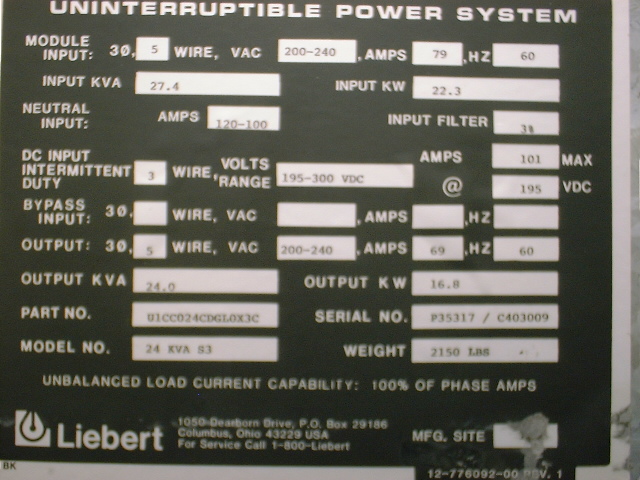 UNINTERRUPTIBLE POWER SYSTEM
MODULE INPUT: 30, 5 WIRE, VAC 200-240 ,AMPS 79 ,HZ 60
INPUT KVA 27.4 INPUT KW 22.3
NEUTRAL INPUT: AMPS 120-100 INPUT FILTER 3%
DC INPUT INTERMITTENT DUTY 3 WIRE, VOLTS RANGE 195-300 VDC AMPS @ 101 MAX
195 VDC
BYPASS INPUT: 30, WIRE, VAC ,AMPS ,HZ
OUTPUT: 30, 5 WIRE, VAC 200-240 ,AMPS 69 ,HZ 60
OUTPUT KVA 24.0 OUTPUT KW 16.8
PART NO. U1CC024CDGL0X3C SERIAL NO. P35317 / C403009
MODEL NO. 24 KVA S3 WEIGHT 2150 LBS
UNBALANCED LOAD CURRENT CAPABILITY: 100% OF PHASE AMPS
Liebert
1050 Dearborn Drive, P.O. Box 29186
Columbus, Ohio 43229 USA
For Service Call 1-800-Liebert
MFG. SITE
BK
12-776092-00 REV. 1